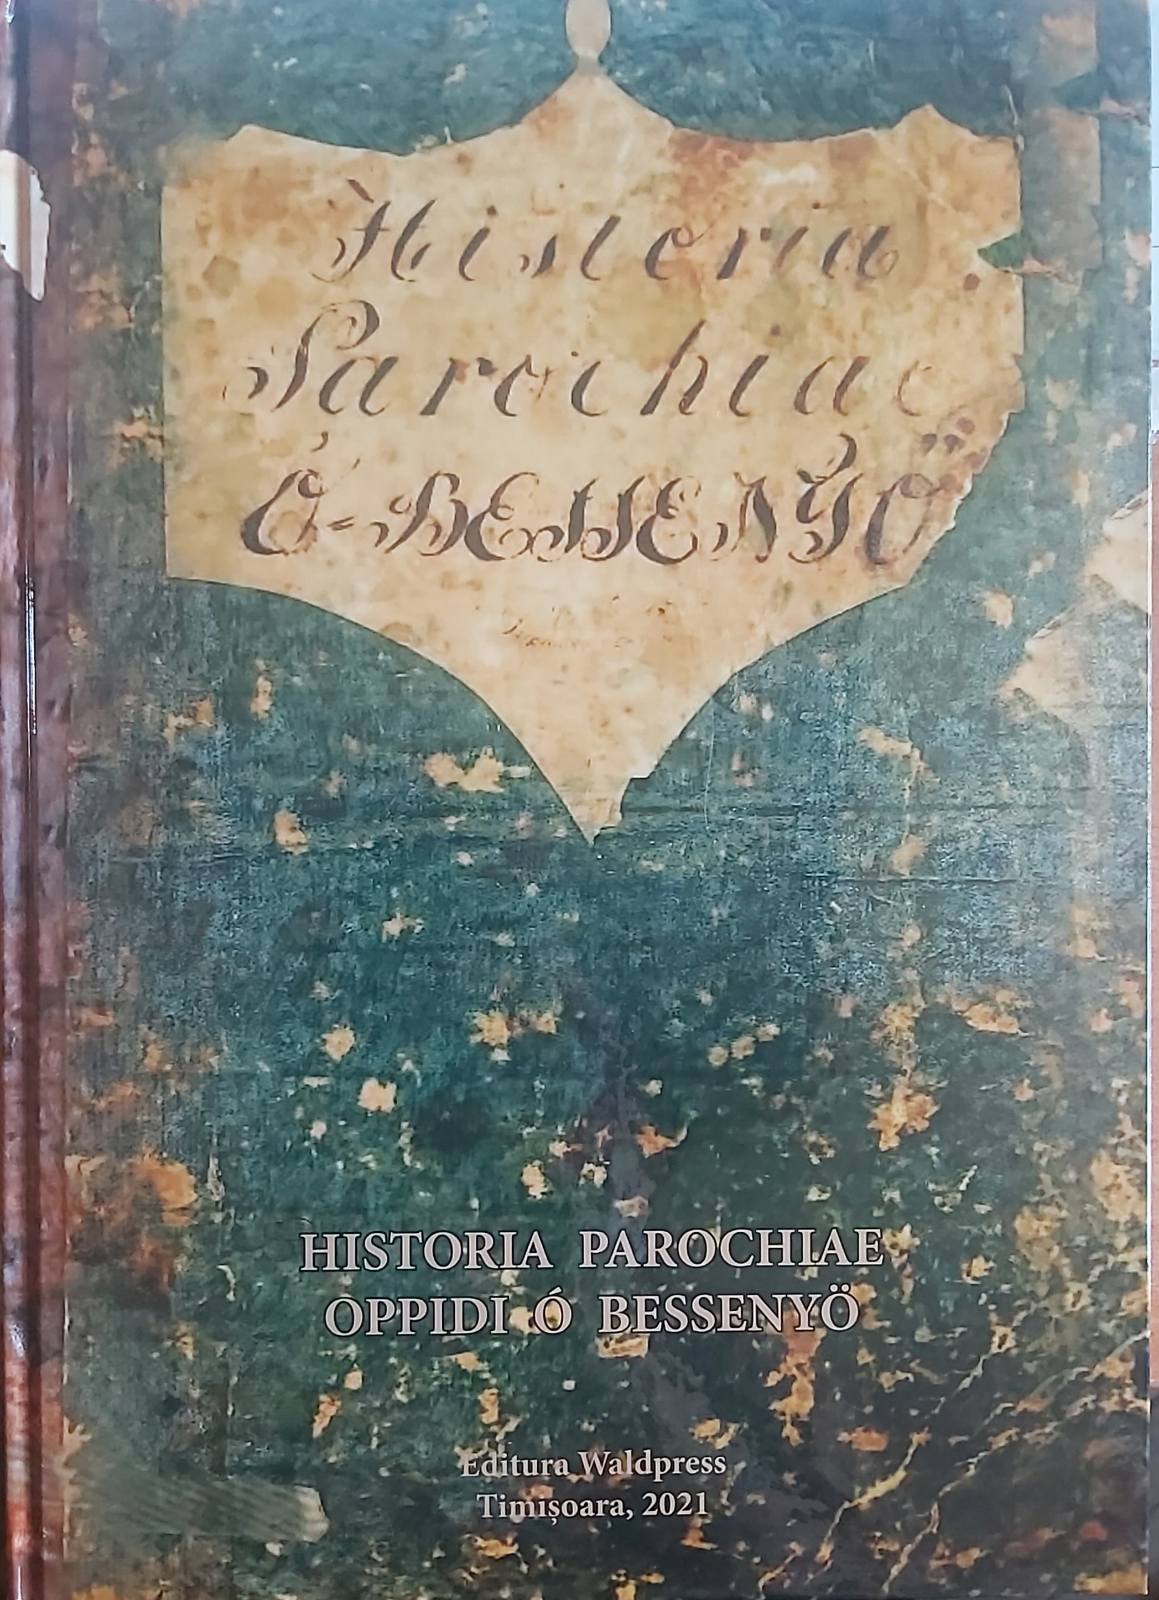 Historia
Parochiae
Ó-BESSENYÖ
HISTORIA PAROCHIAE
OPPIDI Ó BESSENYÖ
Editura Waldpress
Timișoara, 2021